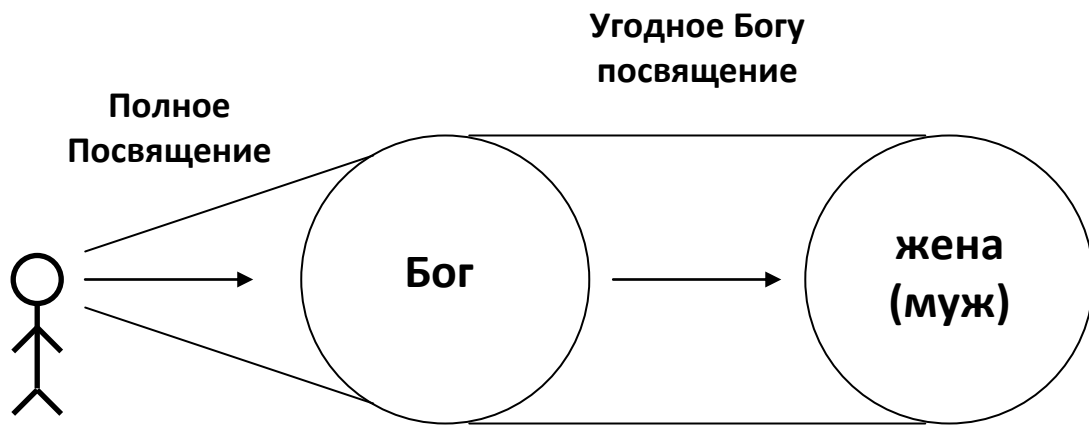 Полное
Посвящение
Угодное Богу
посвящение
Бог
жена
(муж)